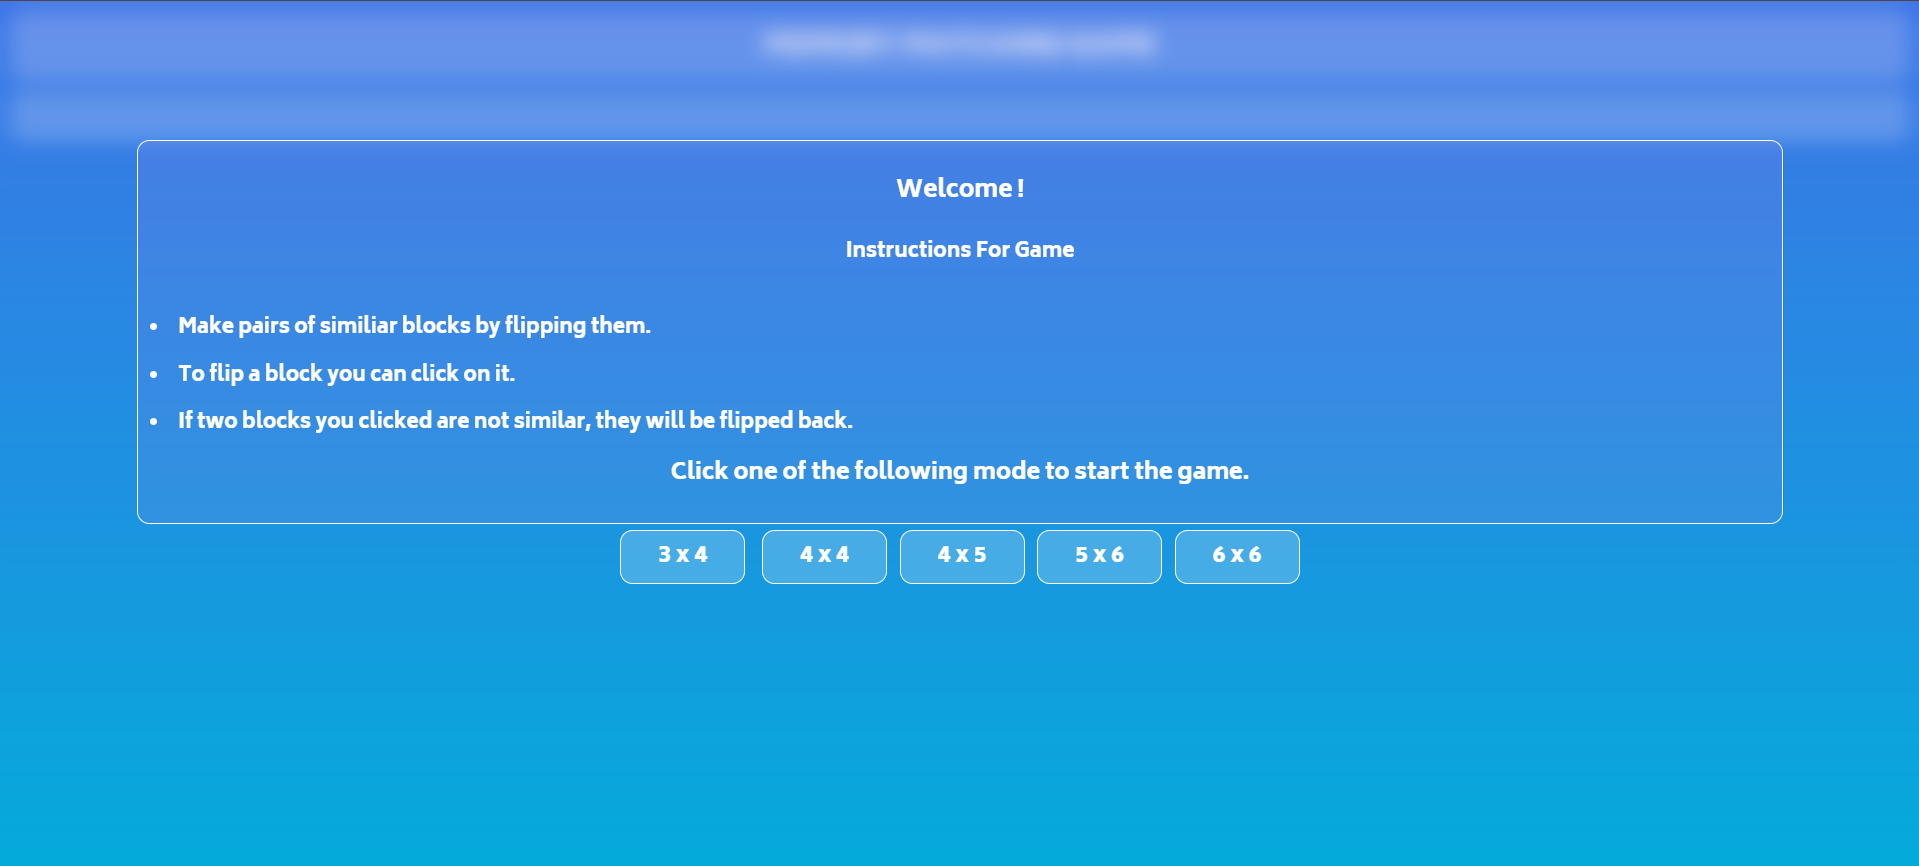 Welcome !
Instructions For Game
• Make pairs of similiar blocks by flipping them.
• To flip a block you can click on it.
• If two blocks you clicked are not similar, they will be flipped back.
Click one of the following mode to start the game.
3 x 4 4 x 4 4 x 5 5 x 6 6 x 6